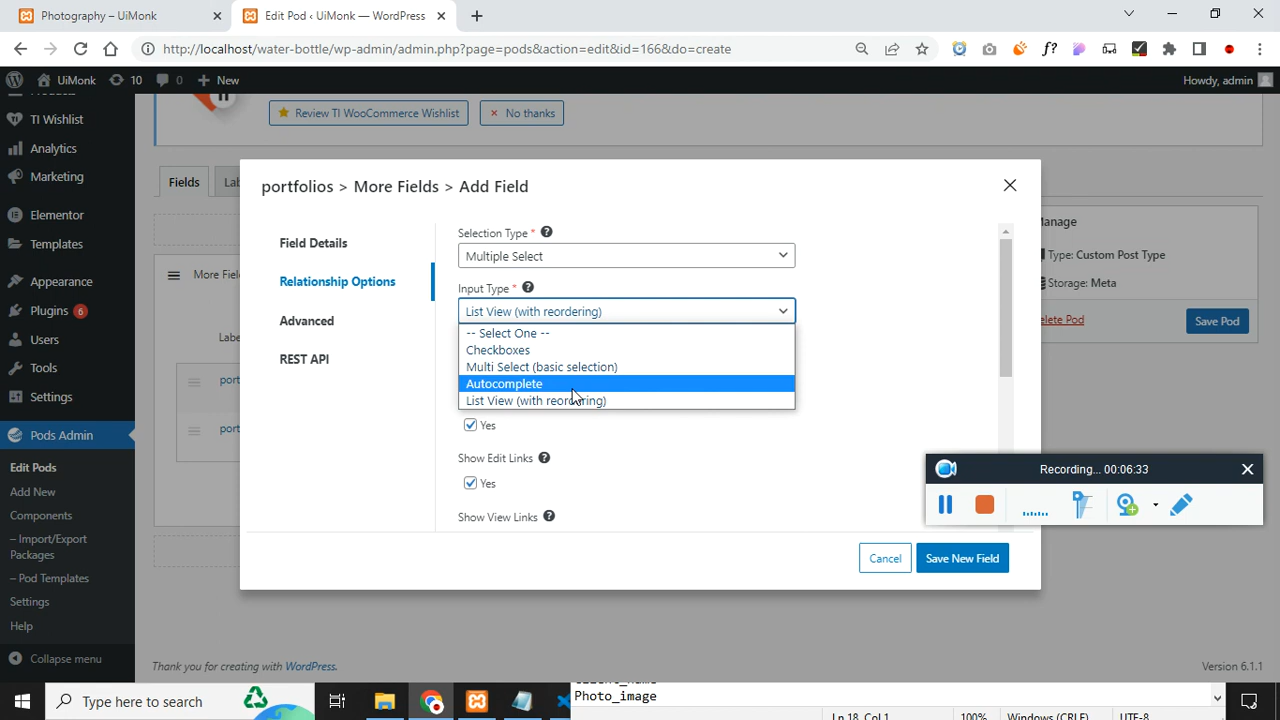 Photography – UiMonk
Edit Pod ‹ UiMonk — WordPress
http://localhost/water-bottle/wp-admin/admin.php?page=pods&action=edit&id=166&do=create
UiMonk
10
0
New
Howdy, admin
Products
TI Wishlist
Analytics
Marketing
Elementor
Templates
Appearance
Plugins 8
Users
Tools
Settings
Pods Admin
Edit Pods
Add New
Components
– Import/Export
Packages
– Pod Templates
Settings
Help
Collapse menu
Review TI WooCommerce Wishlist
No thanks
Fields
Lab
More Fiel
Labe
port
port
portfolios > More Fields > Add Field
Field Details
Relationship Options
Advanced
REST API
Selection Type *
Multiple Select
Input Type *
List View (with reordering)
-- Select One --
Checkboxes
Multi Select (basic selection)
Autocomplete
List View (with reordering)
Yes
Show Edit Links
Yes
Show View Links
Cancel
Save New Field
Manage
Type: Custom Post Type
Storage: Meta
elete Pod
Save Pod
Recording... 00:06:33
Thank you for creating with WordPress.
Version 6.1.1
Type here to search
Photo_image
Ln 18, Col 1
100%
Windows (CRLF)
UTF-8